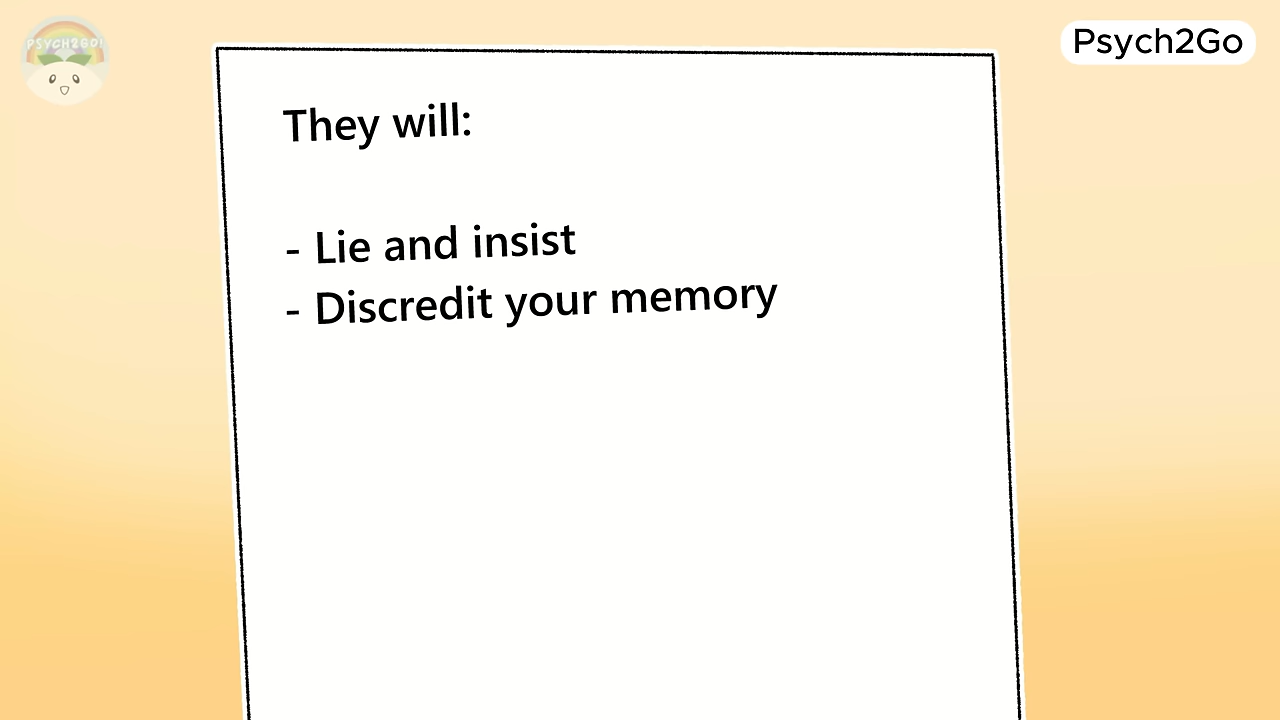 PSYCH2GO!
Psych2Go
They will:
- Lie and insist
- Discredit your memory